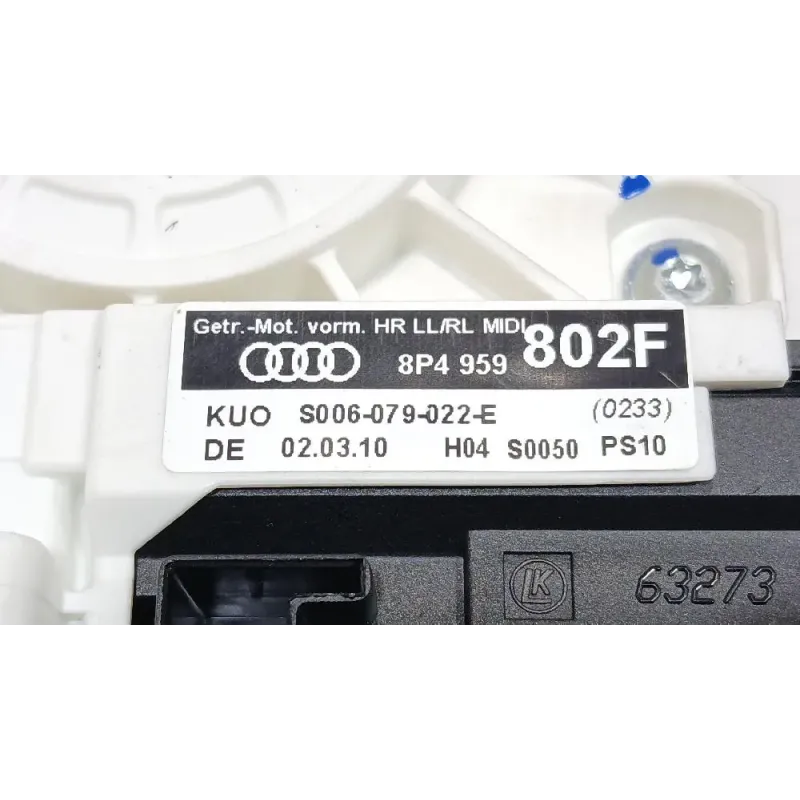 Getr.-Mot. vorm. HR LL/RL MIDI
8P4 959 802F
KUO S006-079-022-E (0233)
DE 02.03.10 H04 S0050 PS10
LK 63273